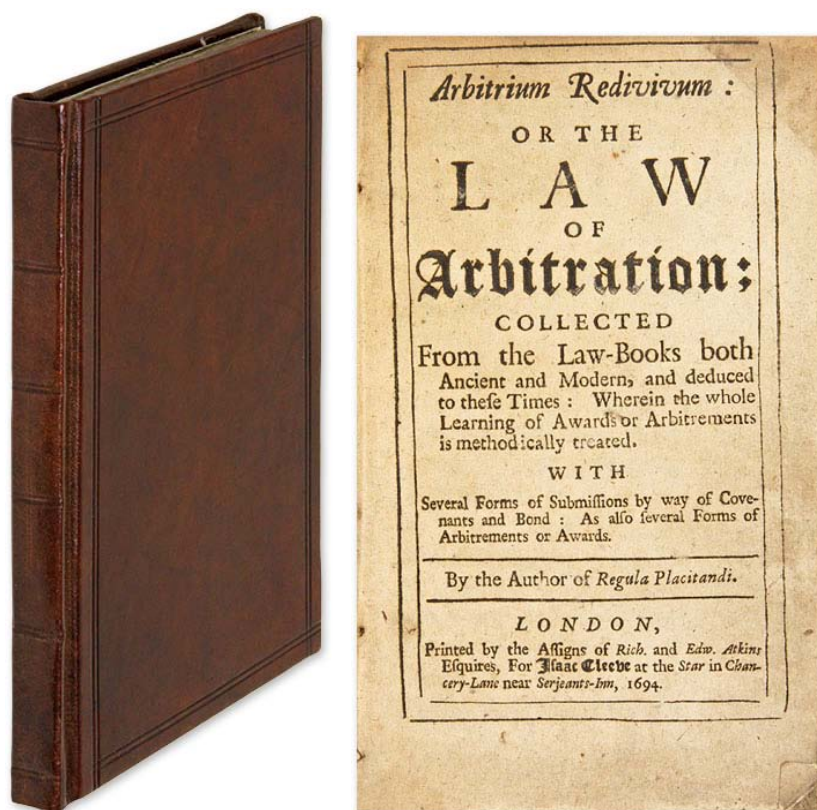 Arbitrium Redivivum :
OR THE
LAW
OF
Arbitration:
COLLECTED
From the Law-Books both
Ancient and Modern, and deduced
to theſe Times : Wherein the whole
Learning of Awards or Arbitrements
is methodically treated.
WITH
Several Forms of Submiſſions by way of Cove-
nants and Bond : As alſo ſeveral Forms of
Arbitrements or Awards.
By the Author of Regula Placitandi.
LONDON,
Printed by the Aſſigns of Rich. and Edw. Atkins
Eſquires, For Iſaac Cleeve at the Star in Chan-
cery-Lane near Serjeants-Inn, 1694.